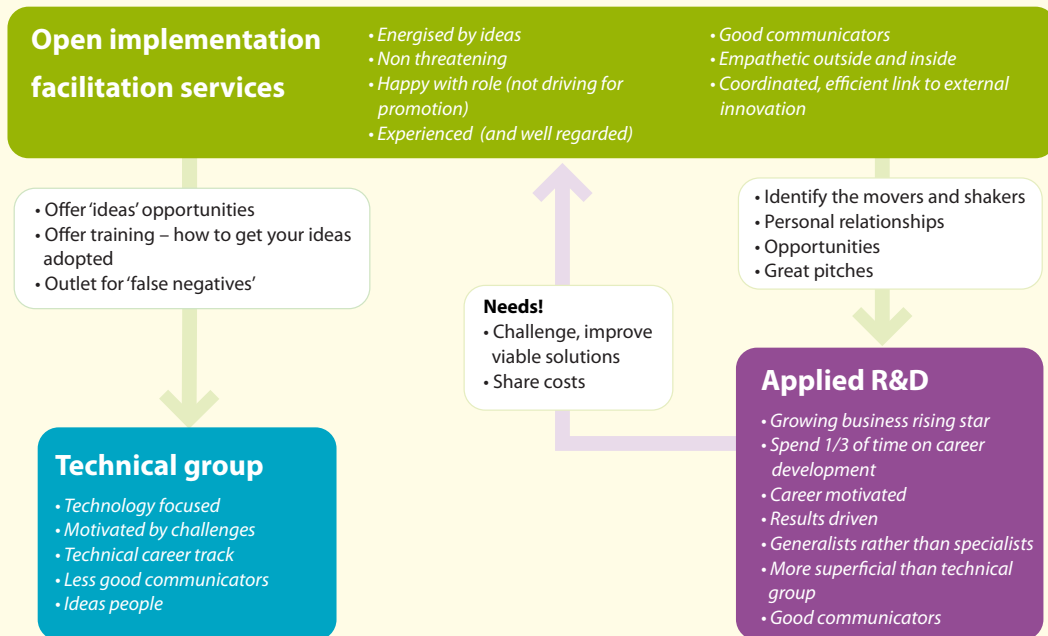 Open implementation
facilitation services
• Energised by ideas
• Non threatening
• Happy with role (not driving for
promotion)
• Experienced (and well regarded)
• Good communicators
• Empathetic outside and inside
• Coordinated, efficient link to external
innovation
• Offer ‘ideas’ opportunities
• Offer training – how to get your ideas
adopted
• Outlet for ‘false negatives’
• Identify the movers and shakers
• Personal relationships
• Opportunities
• Great pitches
Needs!
• Challenge, improve
viable solutions
• Share costs
Technical group
• Technology focused
• Motivated by challenges
• Technical career track
• Less good communicators
• Ideas people
Applied R&D
• Growing business rising star
• Spend 1/3 of time on career
development
• Career motivated
• Results driven
• Generalists rather than specialists
• More superficial than technical
group
• Good communicators